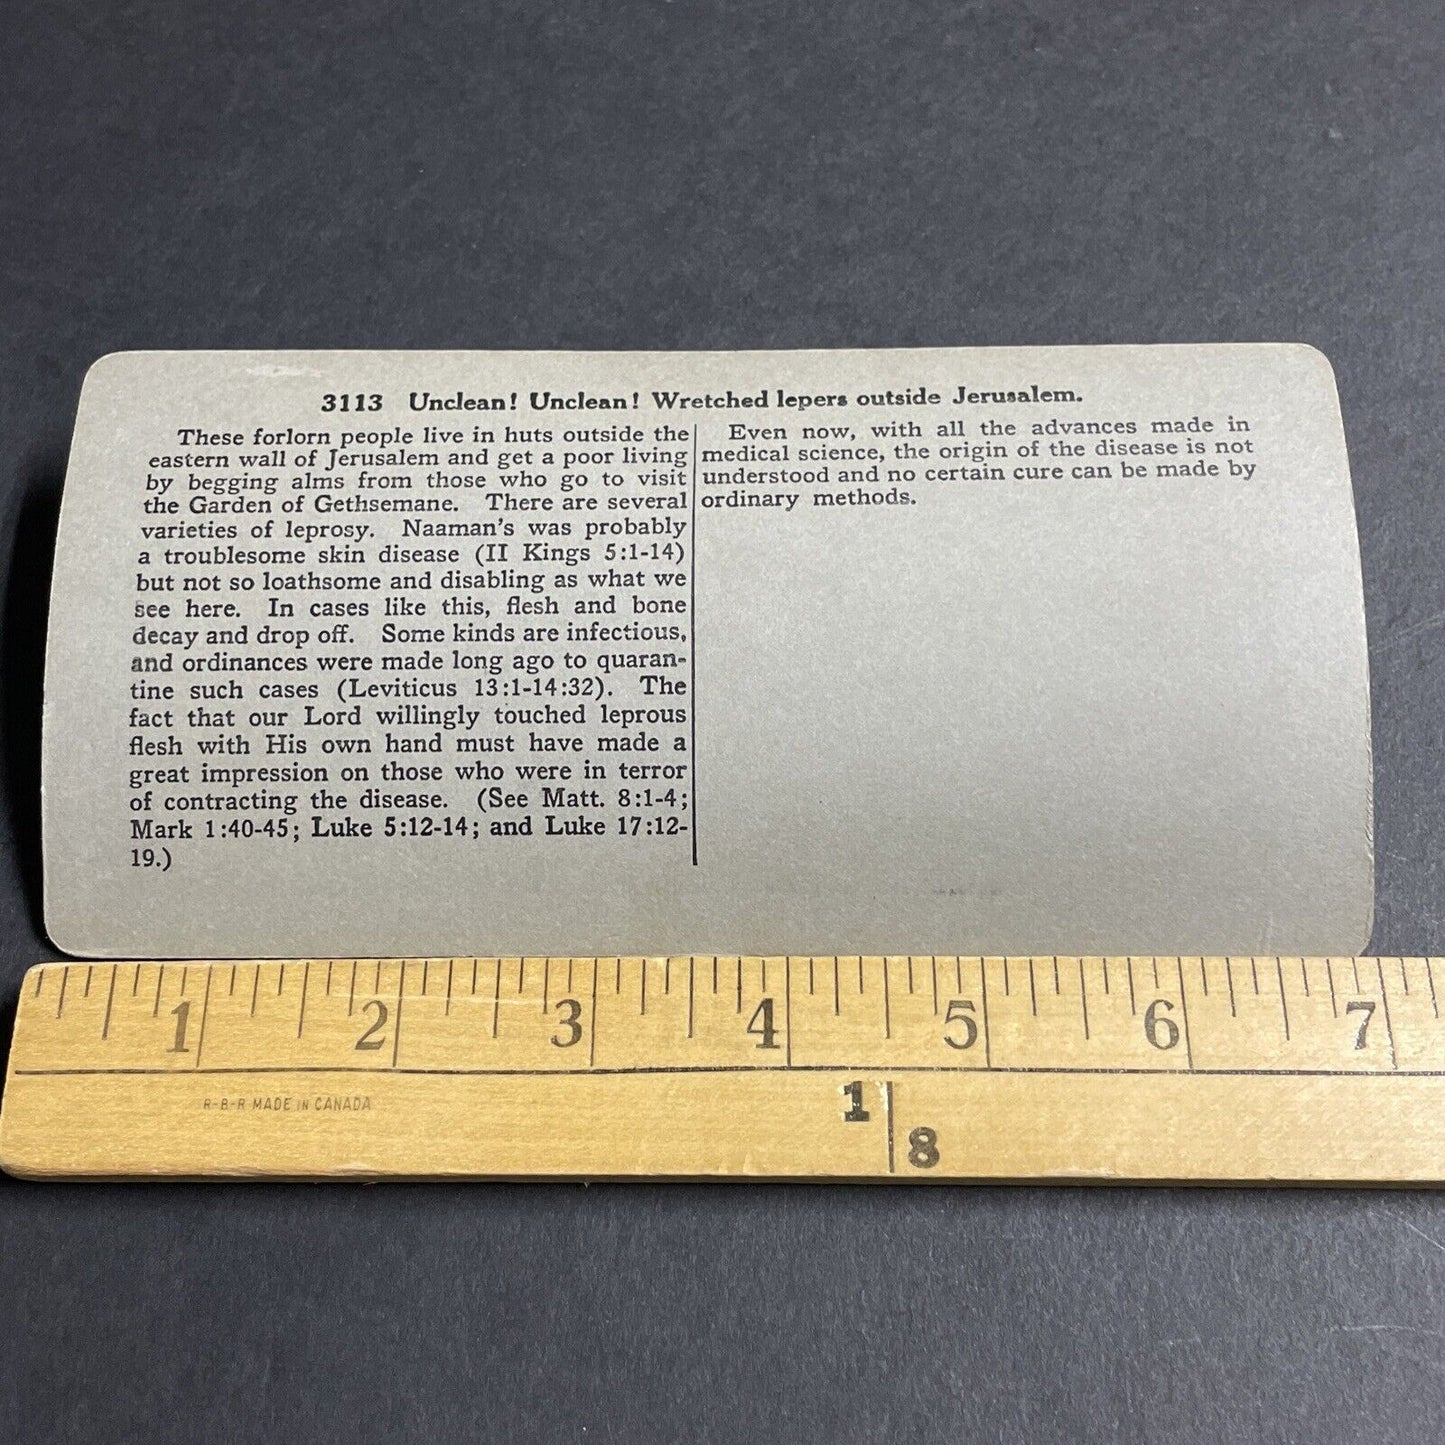 3113 Unclean! Unclean! Wretched lepers outside Jerusalem.
These forlorn people live in huts outside the
eastern wall of Jerusalem and get a poor living
by begging alms from those who go to visit
the Garden of Gethsemane. There are several
varieties of leprosy. Naaman's was probably
a troublesome skin disease (II Kings 5:1-14)
but not so loathsome and disabling as what we
see here. In cases like this, flesh and bone
decay and drop off. Some kinds are infectious,
and ordinances were made long ago to quaran-
tine such cases (Leviticus 13:1-14:32). The
fact that our Lord willingly touched leprous
flesh with His own hand must have made a
great impression on those who were in terror
of contracting the disease. (See Matt. 8:1-4;
Mark 1:40-45; Luke 5:12-14; and Luke 17:12-
19.)
Even now, with all the advances made in
medical science, the origin of the disease is not
understood and no certain cure can be made by
ordinary methods.
1 2 3 4 5 6 7
R-B-R MADE IN CANADA
1
8